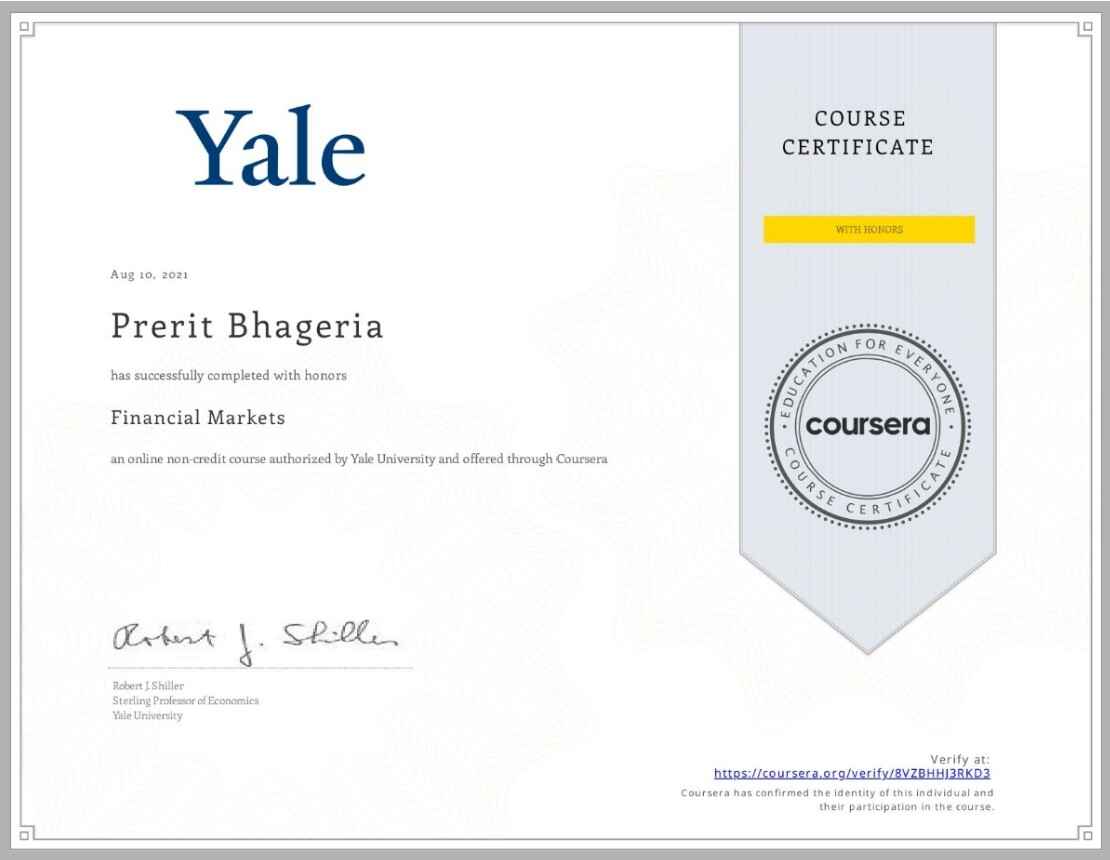 Yale
COURSE
CERTIFICATE
WITH HONORS
Aug 10, 2021
Prerit Bhageria
has successfully completed with honors
Financial Markets
an online non-credit course authorized by Yale University and offered through Coursera
EDUCATION FOR EVERYONE
coursera
COURSE CERTIFICATE
Robert J. Shiller
Robert J. Shiller
Sterling Professor of Economics
Yale University
Verify at:
https://coursera.org/verify/8VZBHHJ3RKD3
Coursera has confirmed the identity of this individual and
their participation in the course.